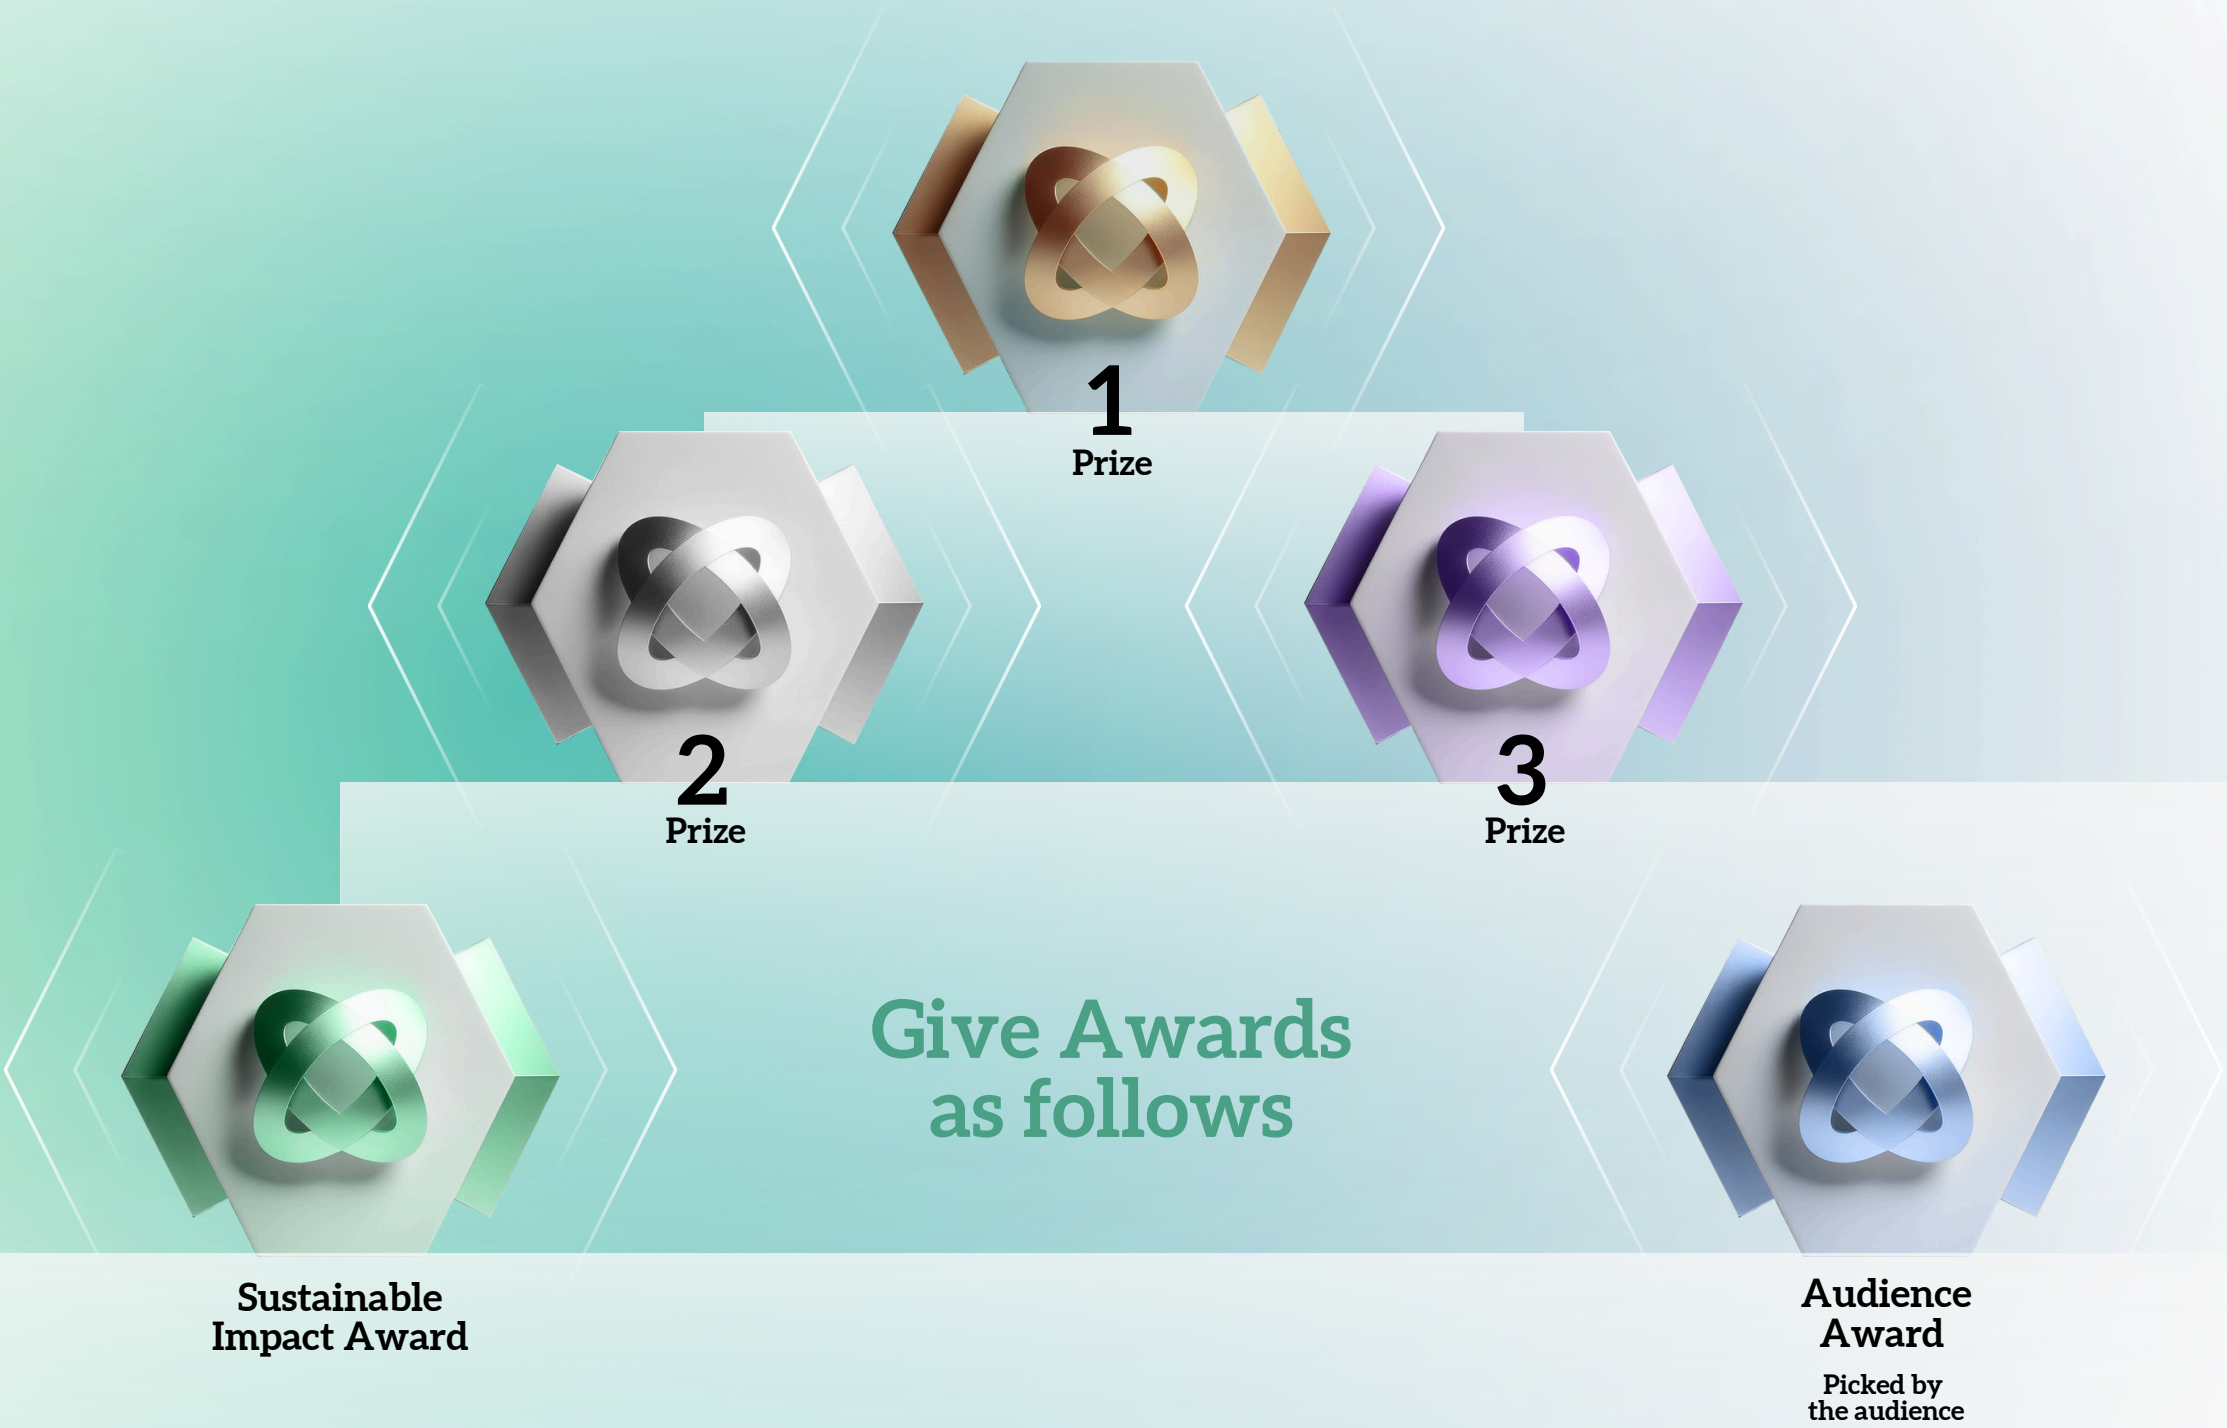 1
Prize
2
Prize
3
Prize
Give Awards
as follows
Sustainable
Impact Award
Audience
Award
Picked by
the audience